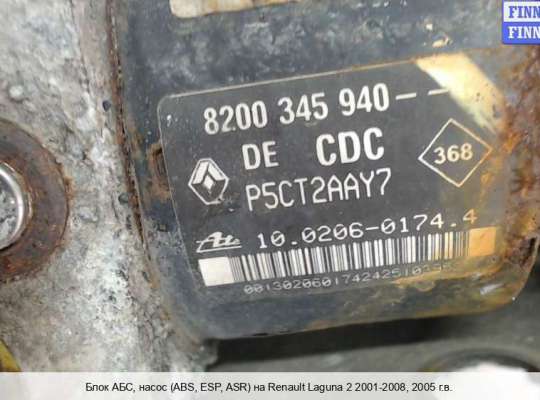 FINN
FINN
8200 345 940--
DE CDC
368
P5CT2AAY7
Ate 10.0206-0174.4
Блок АБС, насос (ABS, ESP, ASR) на Renault Laguna 2 2001-2008, 2005 г.в.